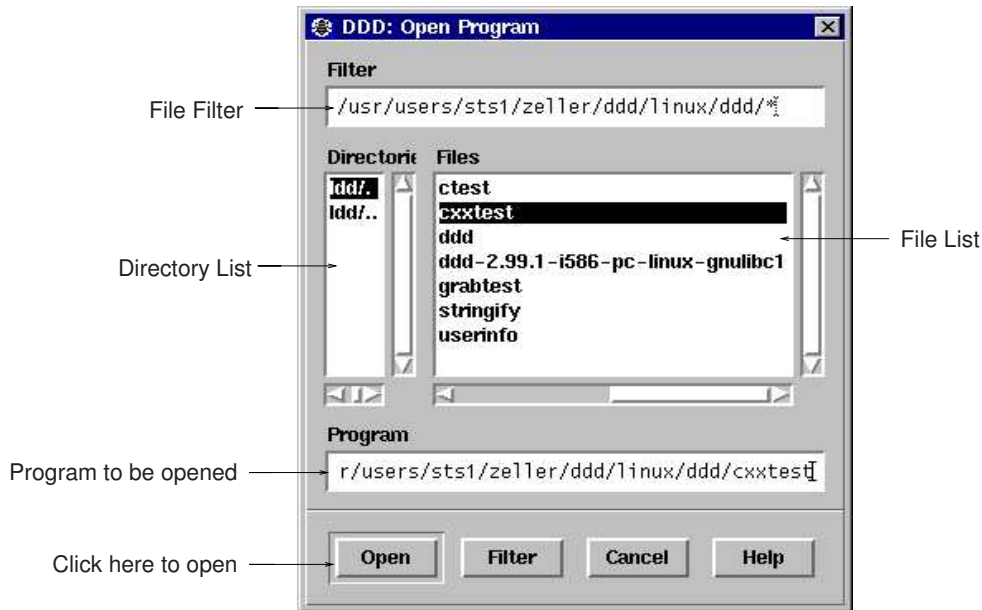 DDD: Open Program
Filter
File Filter
/usr/users/sts1/zeller/ddd/linux/ddd/*
Directorie
Files
ldd/.
ldd/..
ctest
cxxtest
ddd
ddd-2.99.1-i586-pc-linux-gnulibc1
grabtest
stringify
userinfo
Directory List
File List
Program
Program to be opened
r/users/sts1/zeller/ddd/linux/ddd/cxxtest
Click here to open
Open
Filter
Cancel
Help